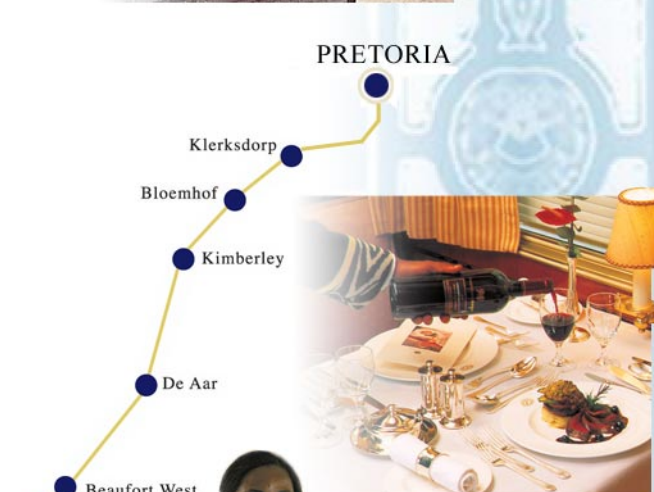 PRETORIA
Klerksdorp
Bloemhof
Kimberley
De Aar
Beaufort West